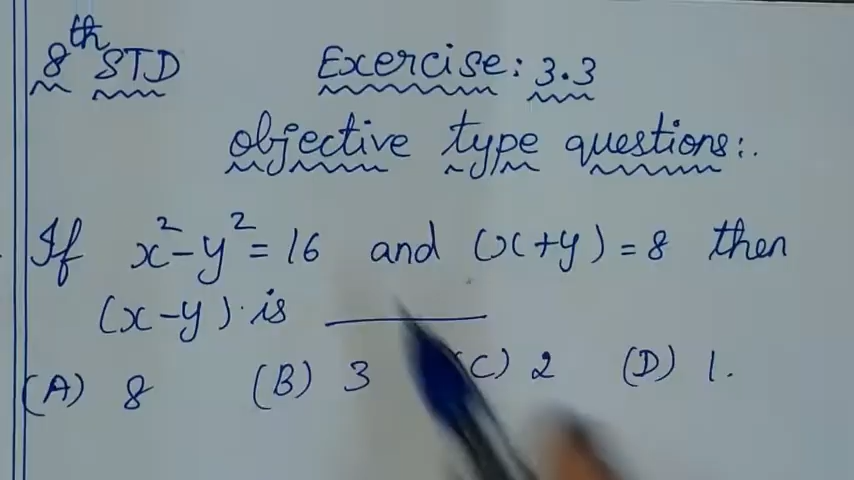 8th STD Exercise: 3.3
objective type questions:.
If x²-y²=16 and (x+y)=8 then
(x-y) is ________
(A) 8 (B) 3 (C) 2 (D) 1.